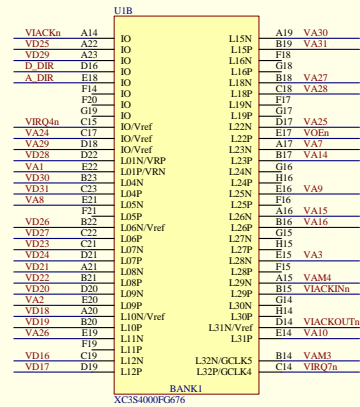 U1B
VIACKn A14 IO L15N A19 VA30
VD25 A22 IO L15P B19 VA31
VD29 A23 IO L16N F18
D_DIR D16 IO L16P G18
A_DIR E18 IO L18N B18 VA27
F14 IO L18P C18 VA28
F20 IO L19N F17
G19 IO L19P G17
VIRQ4n C15 IO/Vref L22N D17 VA25
VA24 C17 IO/Vref L22P E17 VOEn
VA29 D18 IO/Vref L23N A17 VA7
VD28 D22 L01N/VRP L23P B17 VA14
VA1 E22 L01P/VRN L24N G16
VD30 B23 L04N L24P H16
VD31 C23 L04P L25N E16 VA9
VA8 E21 L05N L25P F16
F21 L05P L26N A16 VA15
VD26 B22 L06N/Vref L26P B16 VA16
VD27 C22 L06P L27N G15
VD23 C21 L07N L27P H15
VD24 D21 L07P L28N E15 VA3
VD21 A21 L08N L28P F15
VD22 B21 L08P L29N A15 VAM4
VD20 D20 L09N L29P B15 VIACKINn
VA2 E20 L09P L30N G14
VD18 A20 L10N/Vref L30P H14
VD19 B20 L10P L31N/Vref D14 VIACKOUTn
VA26 E19 L11N L31P E14 VA10
F19 L11P
VD16 C19 L12N L32N/GCLK5 B14 VAM3
VD17 D19 L12P L32P/GCLK4 C14 VIRQ7n
BANK1
XC3S4000FG676